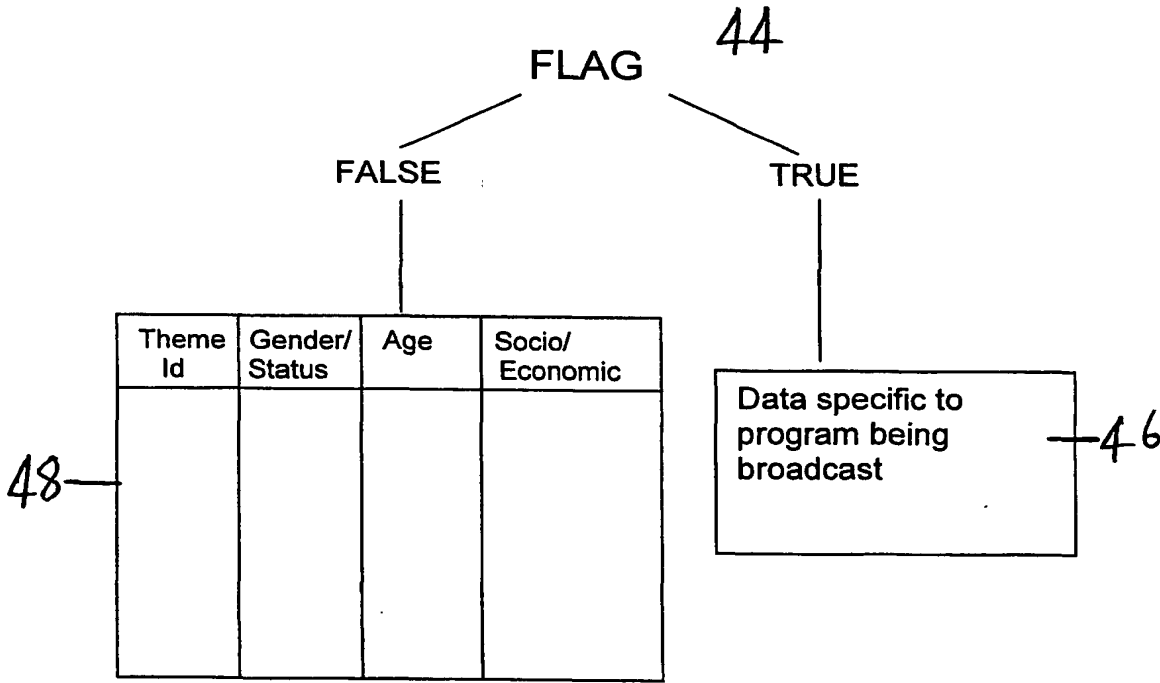 44
FLAG
FALSE
TRUE
Theme
Id
Gender/
Status
Age
Socio/
Economic
Data specific to
program being
broadcast
46
48